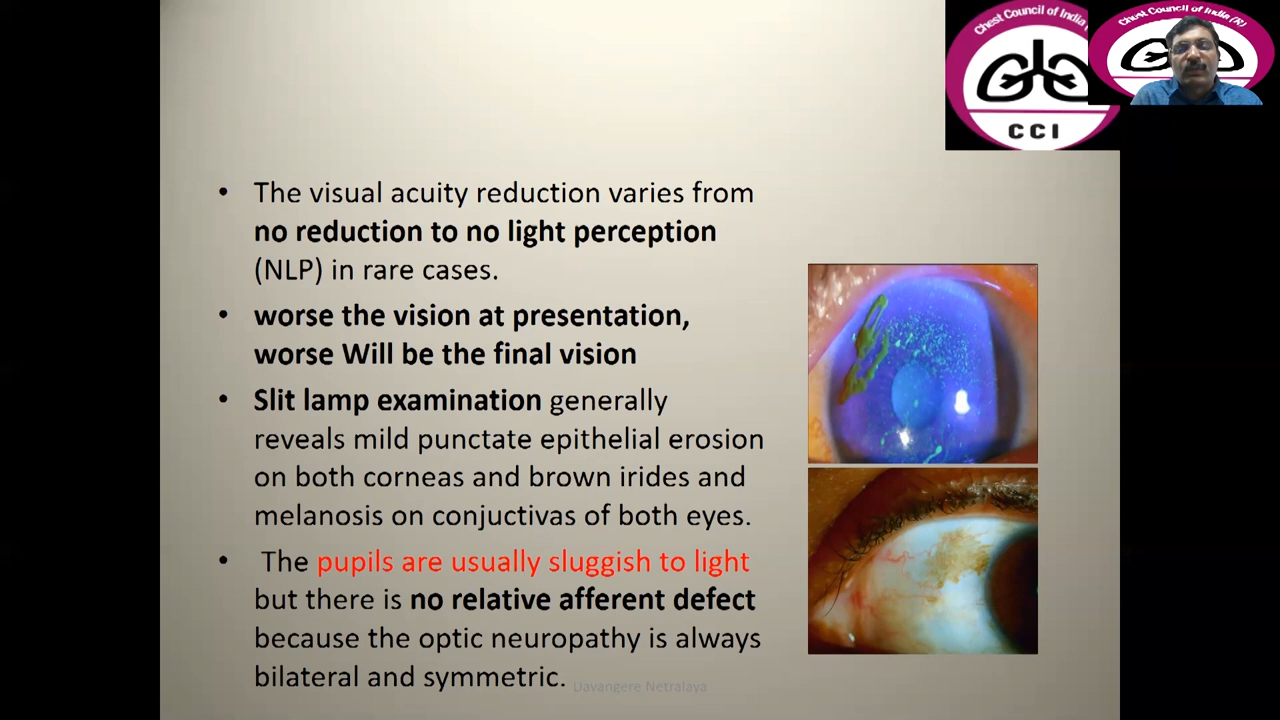 Chest Council of India
CCI
Chest Council of India (R)
• The visual acuity reduction varies from
no reduction to no light perception
(NLP) in rare cases.
• worse the vision at presentation,
worse Will be the final vision
• Slit lamp examination generally
reveals mild punctate epithelial erosion
on both corneas and brown irides and
melanosis on conjuctivas of both eyes.
• The pupils are usually sluggish to light
but there is no relative afferent defect
because the optic neuropathy is always
bilateral and symmetric.
Davangere Netralaya